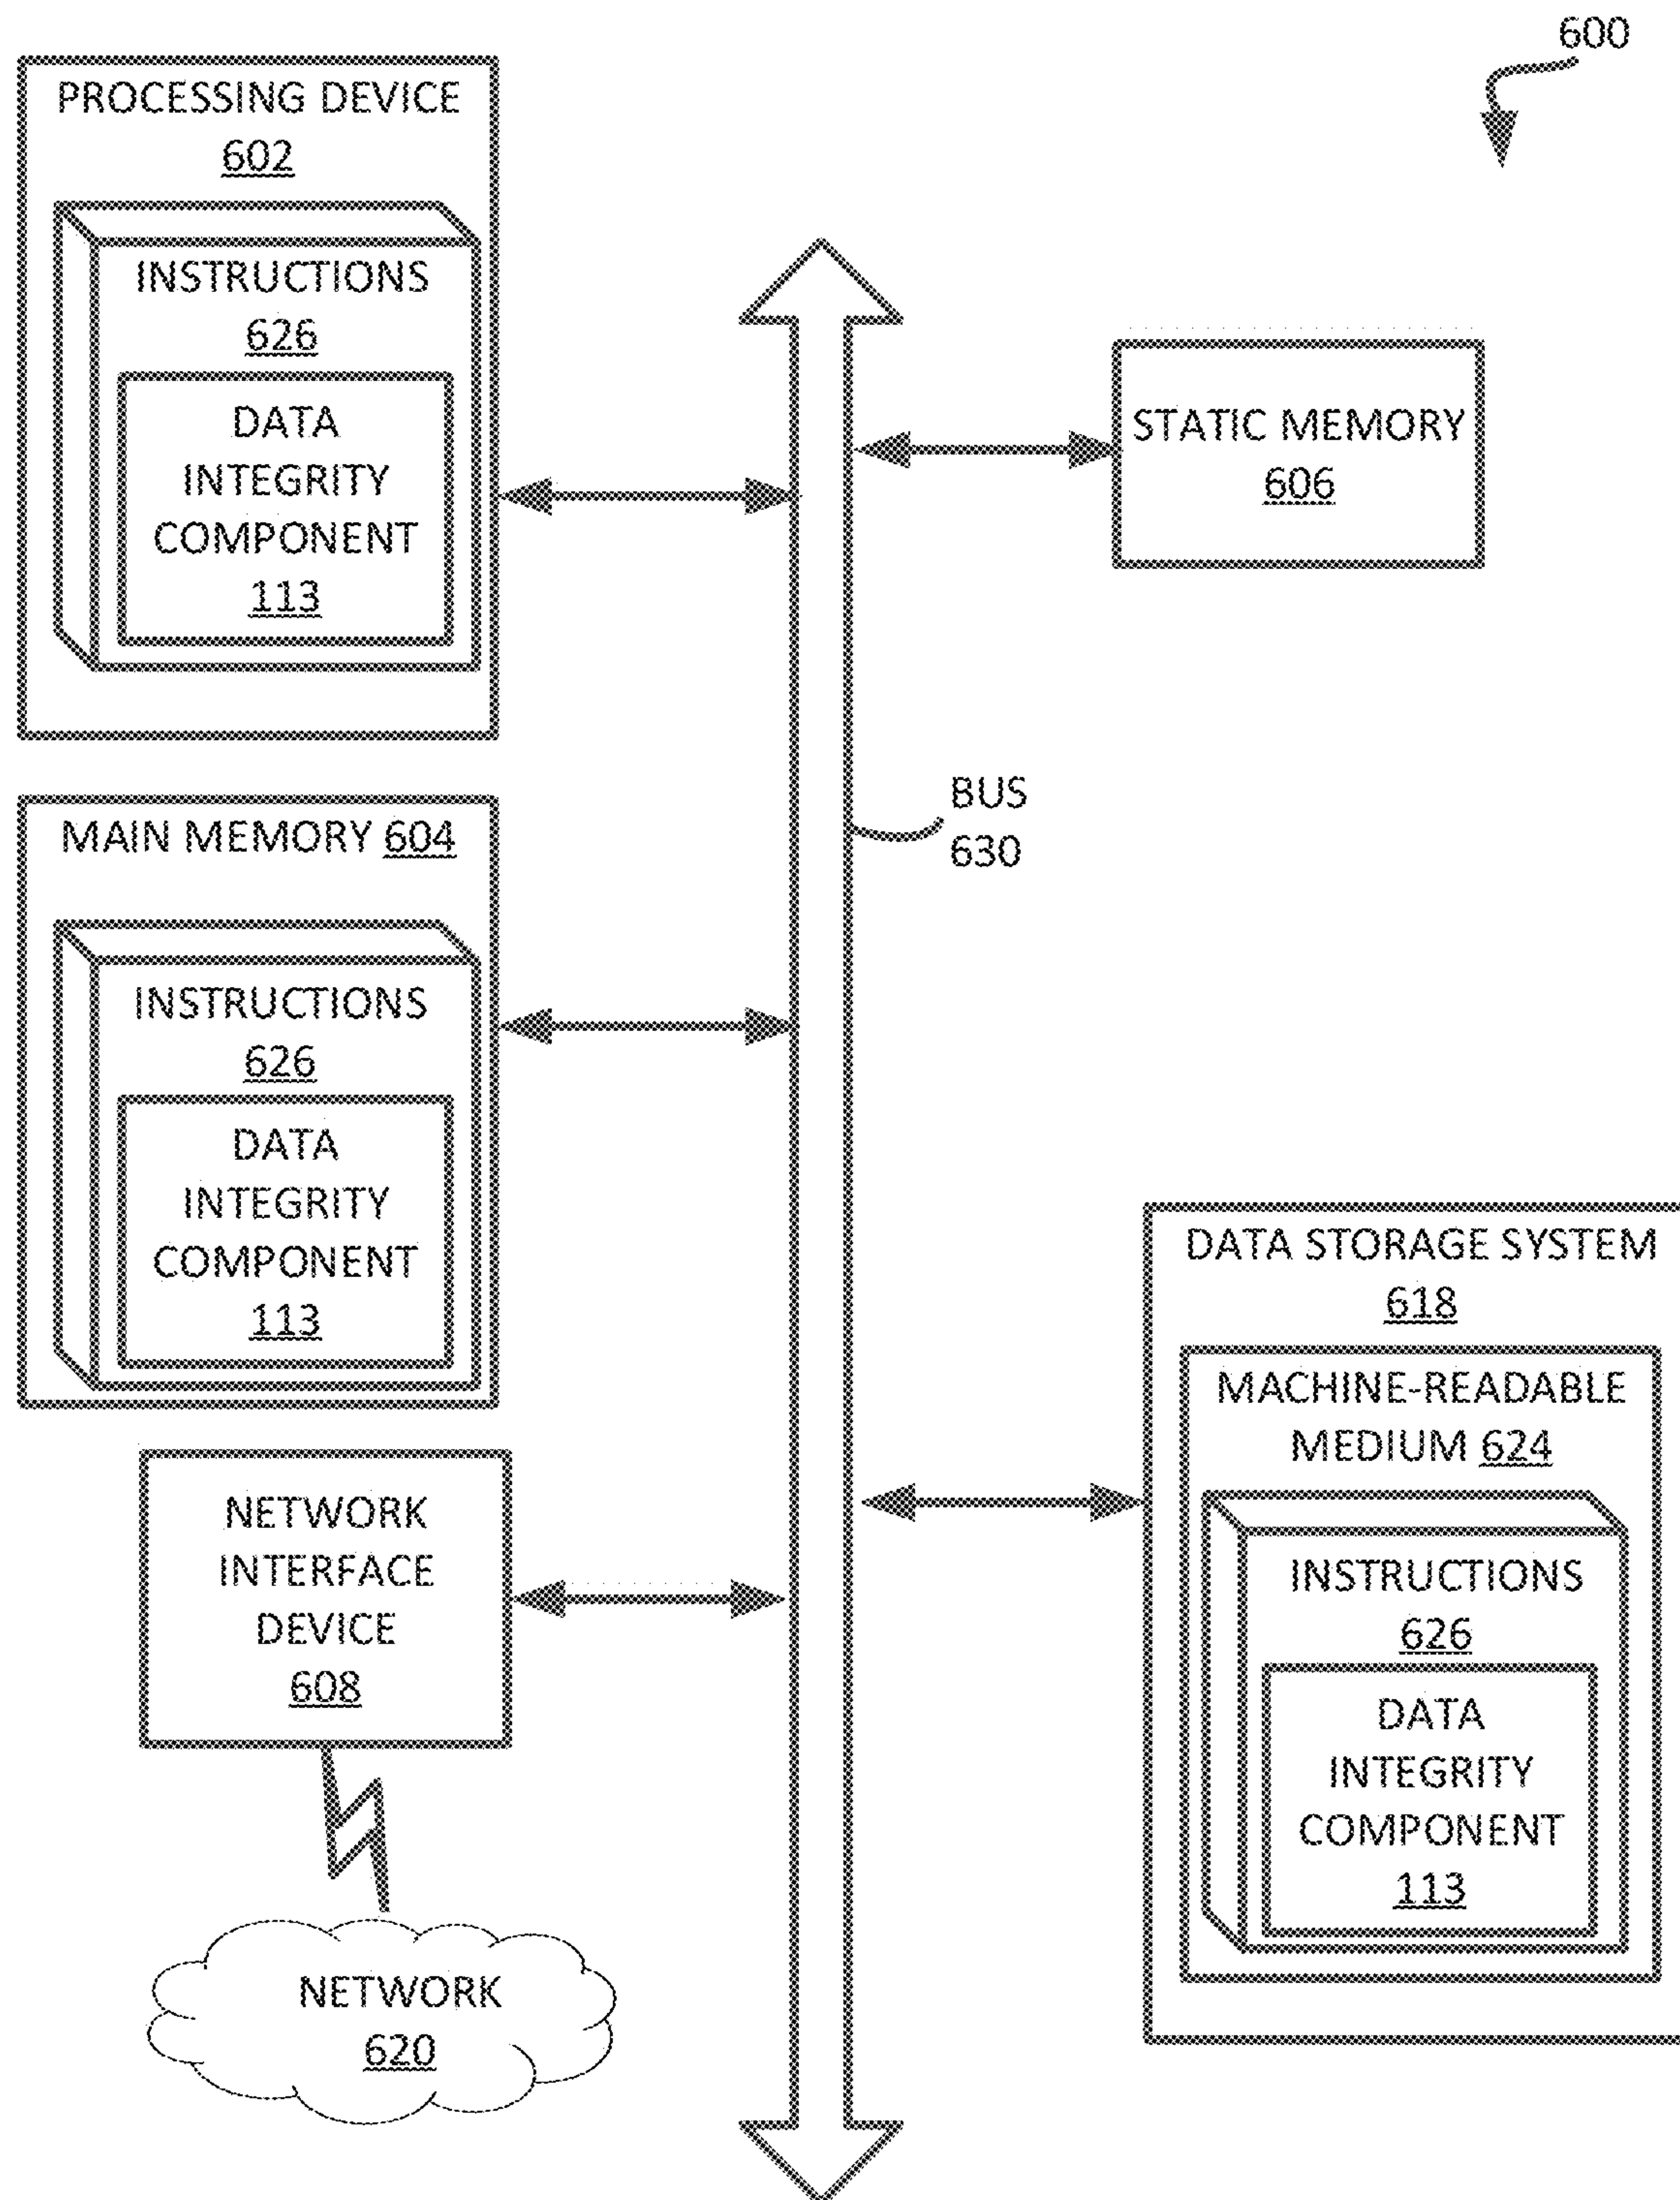 600
PROCESSING DEVICE
602
INSTRUCTIONS
626
DATA
INTEGRITY
COMPONENT
113
STATIC MEMORY
606
BUS
630
MAIN MEMORY 604
INSTRUCTIONS
626
DATA
INTEGRITY
COMPONENT
113
DATA STORAGE SYSTEM
618
MACHINE-READABLE
MEDIUM 624
INSTRUCTIONS
626
DATA
INTEGRITY
COMPONENT
113
NETWORK
INTERFACE
DEVICE
608
NETWORK
620